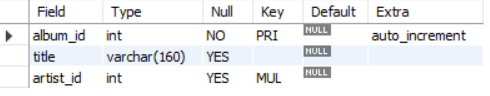 Field Type Null Key Default Extra
album_id int NO PRI NULL auto_increment
title varchar(160) YES NULL
artist_id int YES MUL NULL